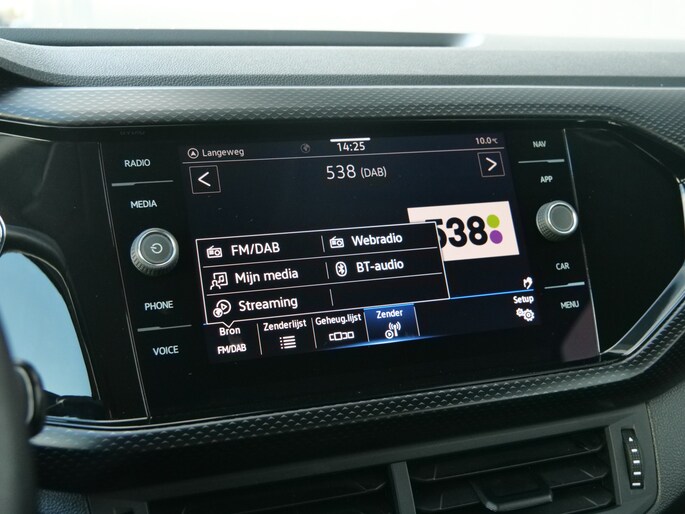 RADIO
MEDIA
PHONE
VOICE
Langeweg 14:25 10.0°C
538 (DAB)
538:
FM/DAB Webradio
Mijn media BT-audio
Streaming
Bron Zenderlijst Geheug.lijst Zender Setup
FM/DAB
NAV
APP
CAR
MENU